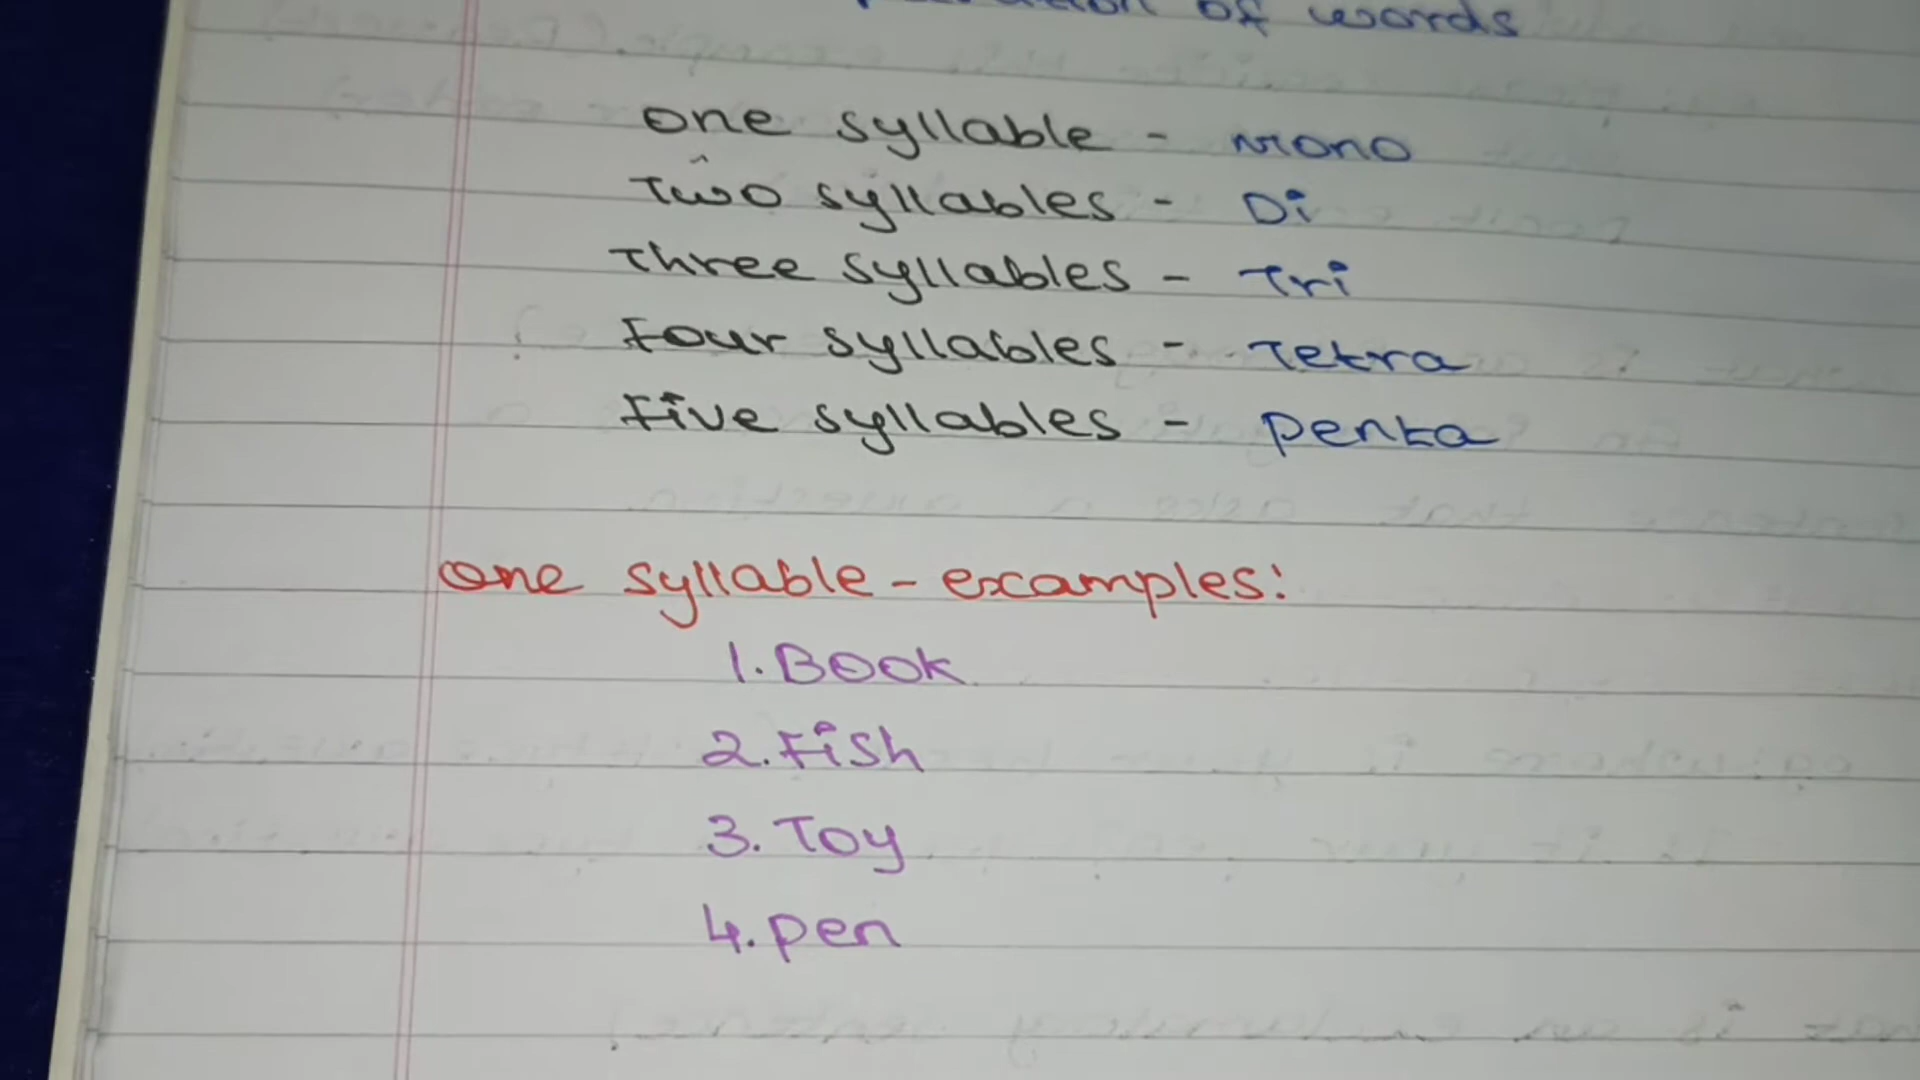 of words
one syllable - Mono
Two syllables - Di
Three syllables - Tri
Four syllables - Tetra
Five syllables - penta
one syllable - examples:
1. Book
2. Fish
3. Toy
4. pen